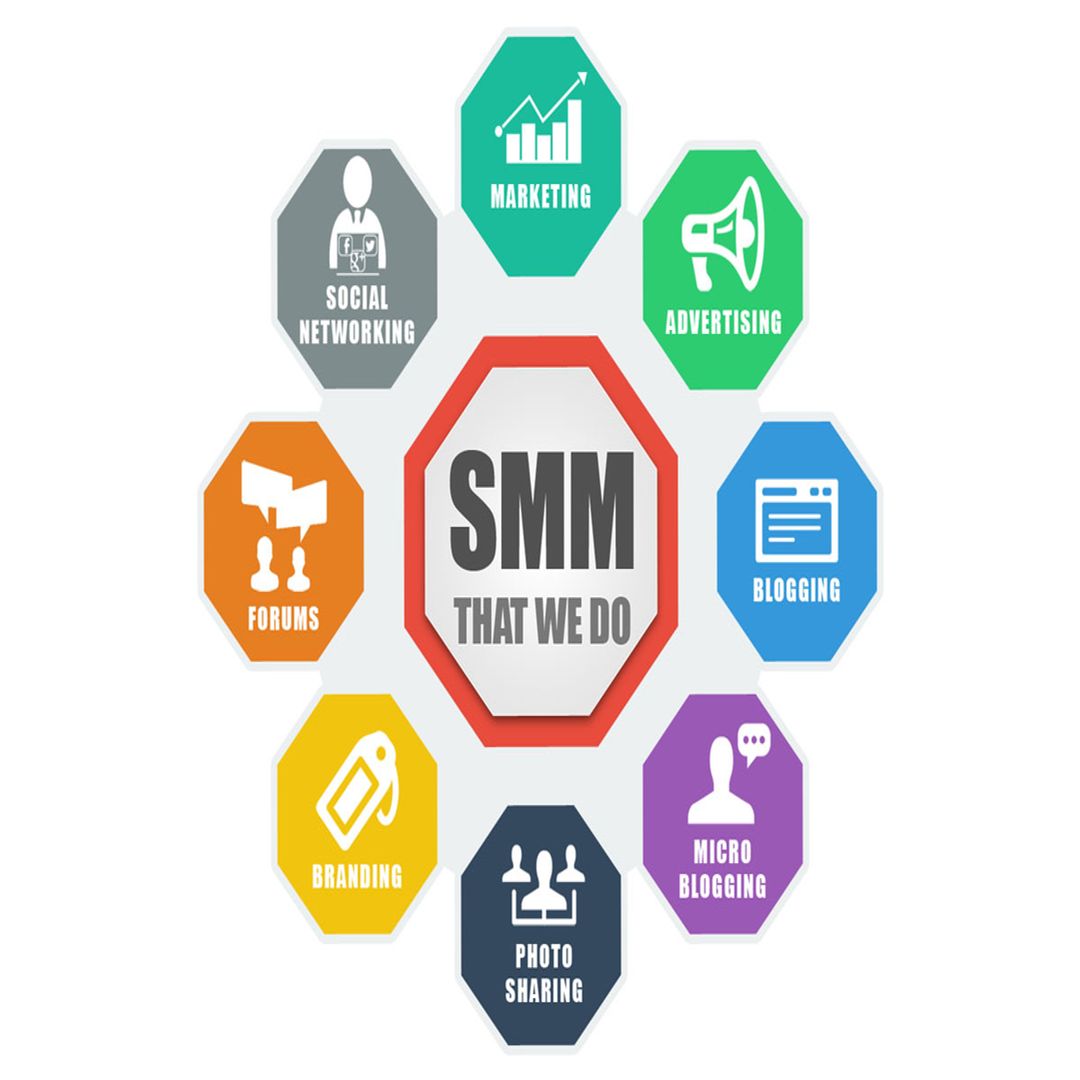 MARKETING
SOCIAL
NETWORKING
ADVERTISING
SMM
THAT WE DO
FORUMS
BLOGGING
BRANDING
MICRO
BLOGGING
PHOTO
SHARING